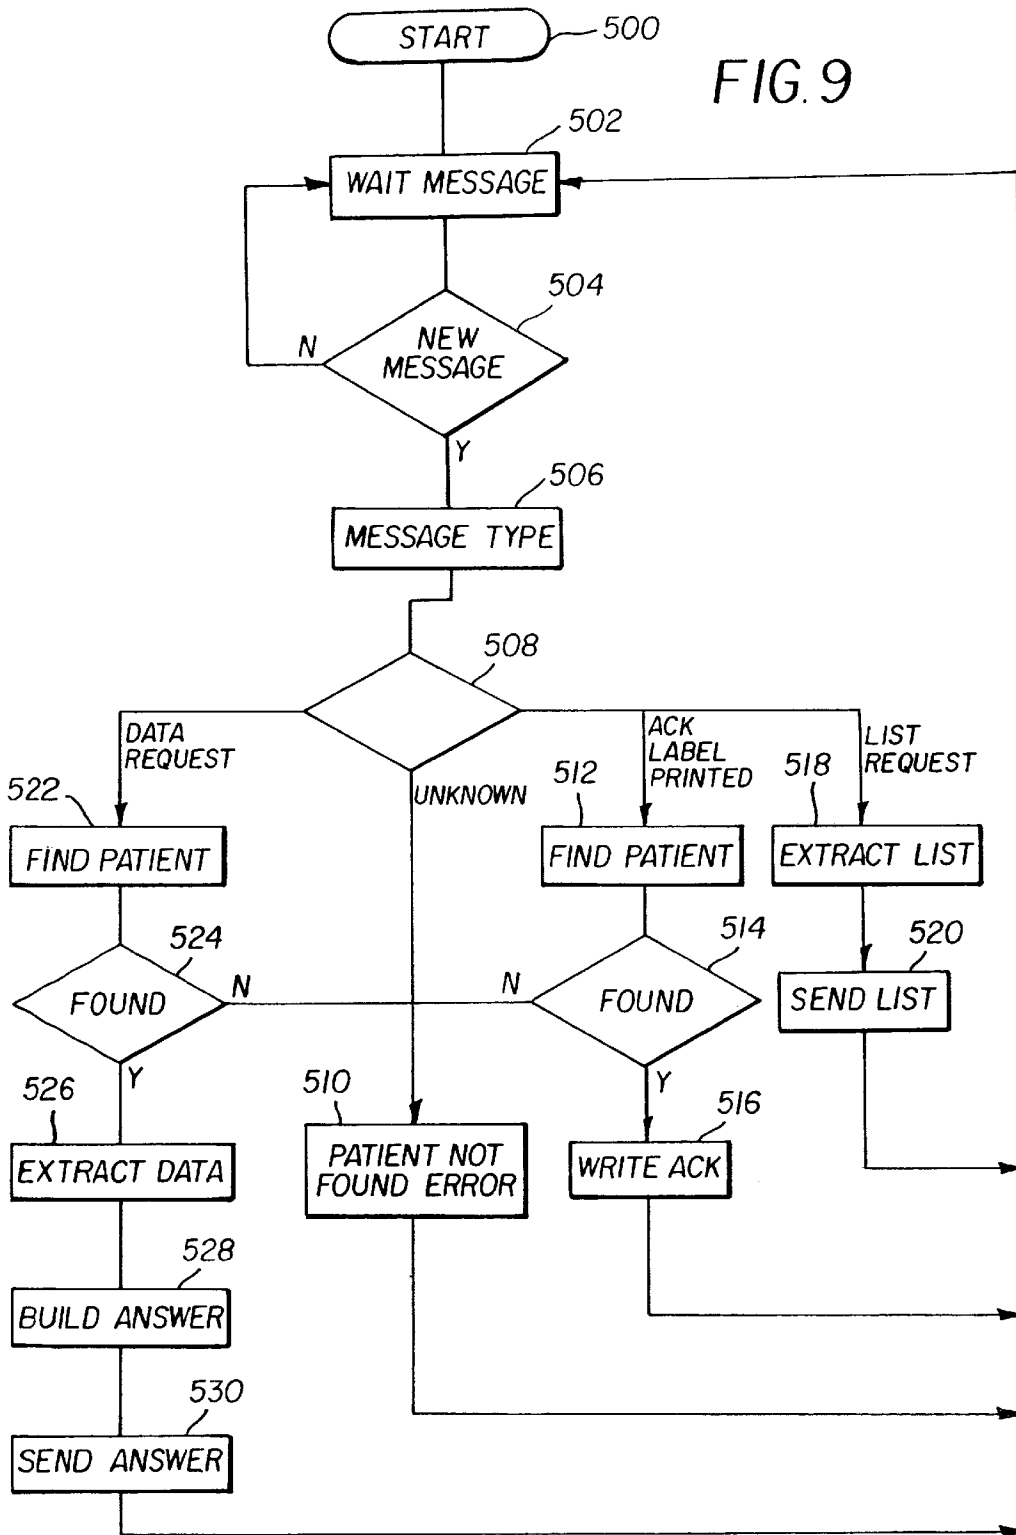 START
500
FIG. 9
502
WAIT MESSAGE
504
NEW
MESSAGE
N
Y
506
MESSAGE TYPE
508
DATA
REQUEST
UNKNOWN
ACK
LABEL
PRINTED
LIST
REQUEST
522
FIND PATIENT
512
FIND PATIENT
518
EXTRACT LIST
524
FOUND
N
Y
514
N
FOUND
Y
520
SEND LIST
526
EXTRACT DATA
510
PATIENT NOT
FOUND ERROR
516
WRITE ACK
528
BUILD ANSWER
530
SEND ANSWER